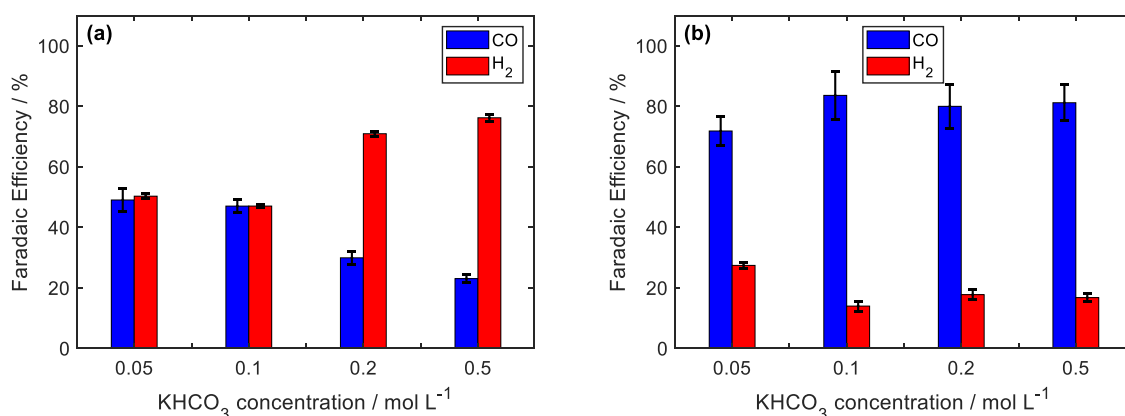 (a)
CO
H2
100
80
60
40
20
0
Faradaic Efficiency / %
0.05 0.1 0.2 0.5
KHCO3 concentration / mol L-1
(b)
CO
H2
100
80
60
40
20
0
Faradaic Efficiency / %
0.05 0.1 0.2 0.5
KHCO3 concentration / mol L-1